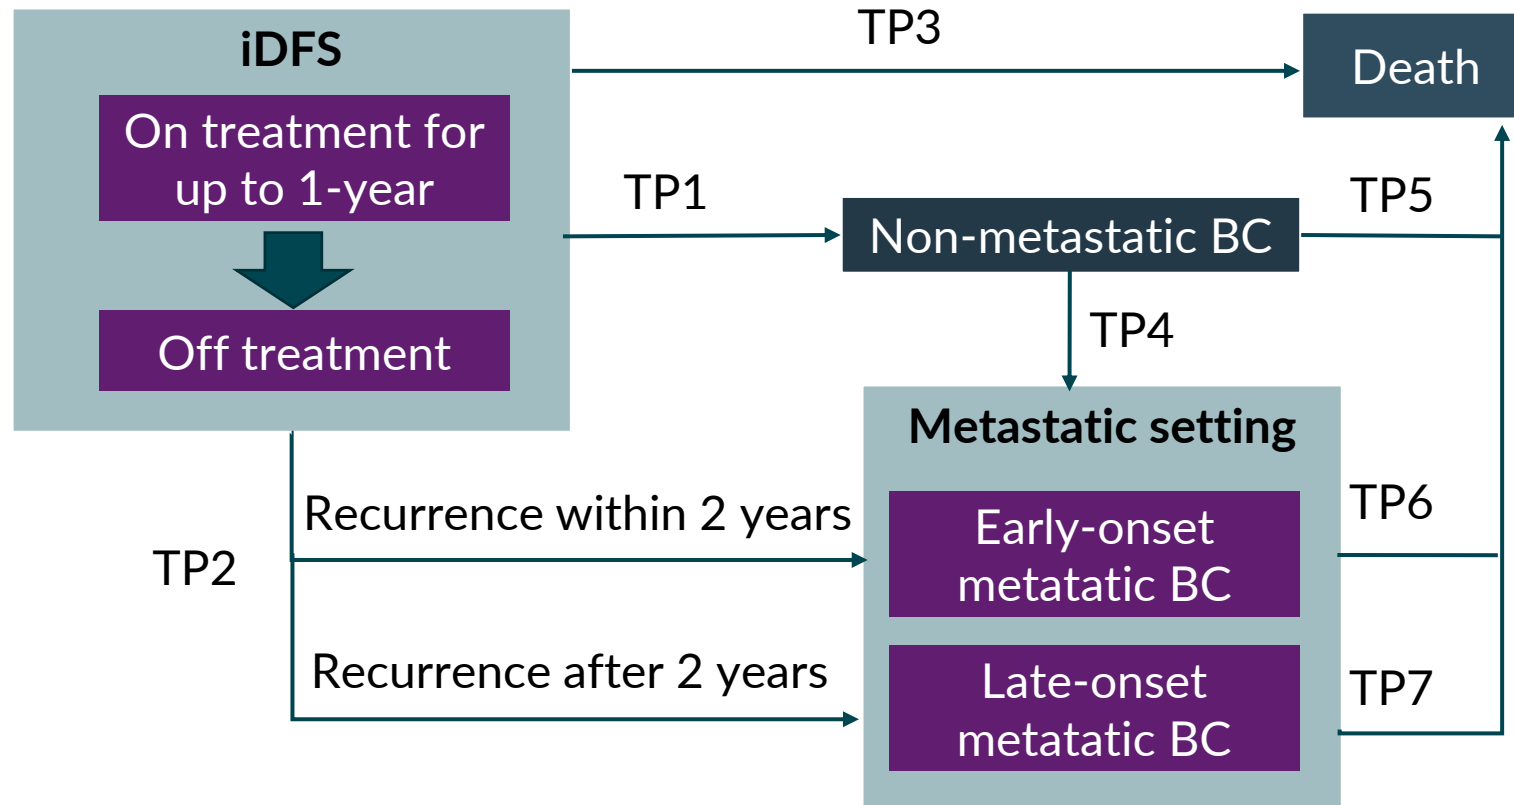 iDFS
On treatment for
up to 1-year
Off treatment
TP3
Death
TP1
Non-metastatic BC
TP5
TP4
Metastatic setting
TP2
Recurrence within 2 years
Early-onset
metatatic BC
TP6
Recurrence after 2 years
Late-onset
metatatic BC
TP7